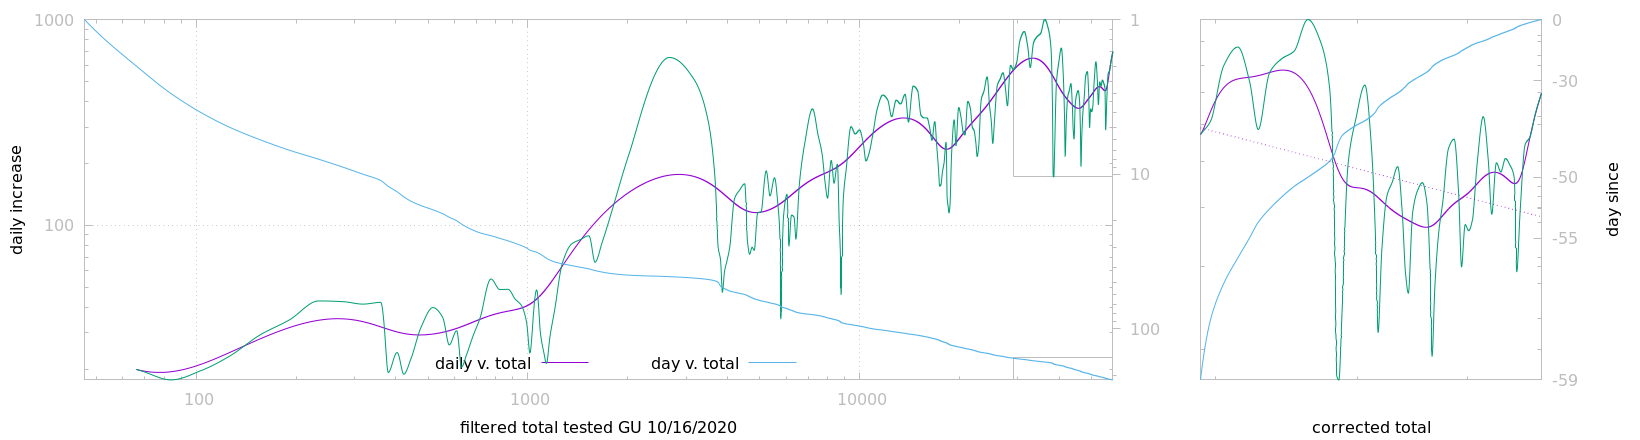 1000
100
daily increase
daily v. total
day v. total
100
1000
10000
filtered total tested GU 10/16/2020
1
10
100
0
-30
-50
-55
-59
day since
corrected total